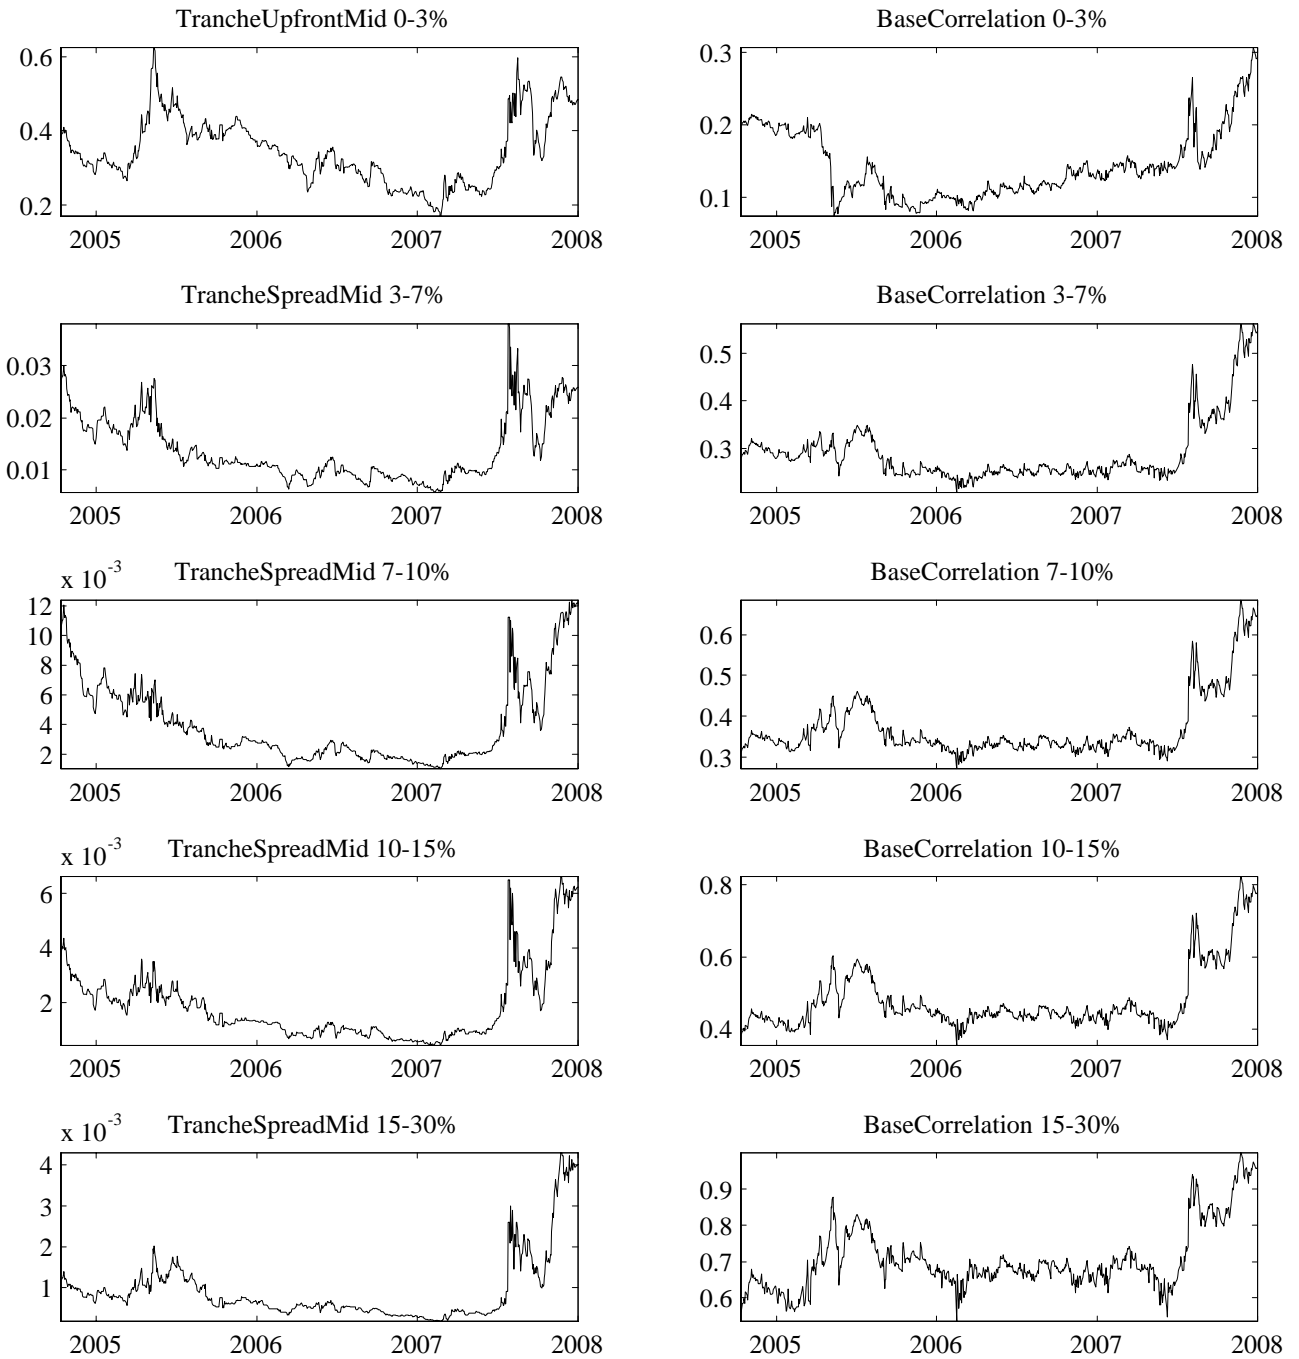 TrancheUpfrontMid 0-3%
0.6
0.4
0.2
2005 2006 2007 2008
BaseCorrelation 0-3%
0.3
0.2
0.1
2005 2006 2007 2008
TrancheSpreadMid 3-7%
0.03
0.02
0.01
2005 2006 2007 2008
BaseCorrelation 3-7%
0.5
0.4
0.3
2005 2006 2007 2008
TrancheSpreadMid 7-10%
x 10^-3
12
10
8
6
4
2
2005 2006 2007 2008
BaseCorrelation 7-10%
0.6
0.5
0.4
0.3
2005 2006 2007 2008
TrancheSpreadMid 10-15%
x 10^-3
6
4
2
2005 2006 2007 2008
BaseCorrelation 10-15%
0.8
0.6
0.4
2005 2006 2007 2008
TrancheSpreadMid 15-30%
x 10^-3
4
3
2
1
2005 2006 2007 2008
BaseCorrelation 15-30%
0.9
0.8
0.7
0.6
2005 2006 2007 2008